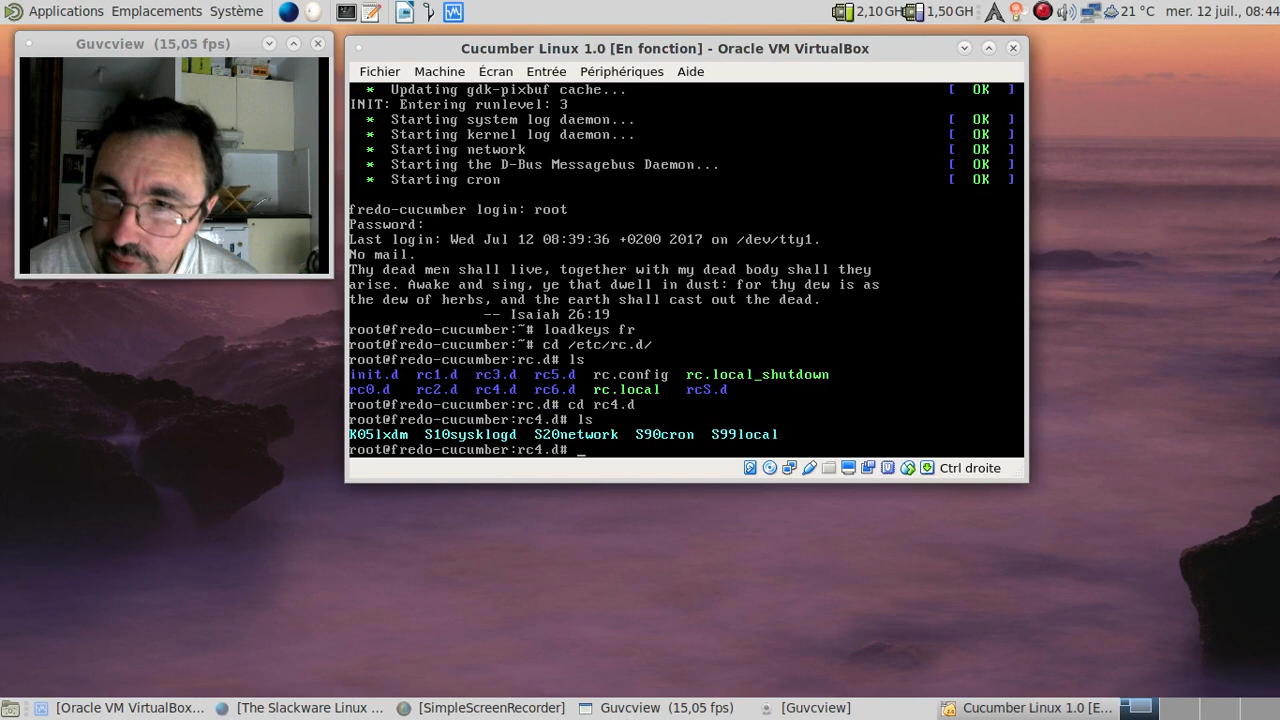 Applications Emplacements Système
2,10 GH 1,50 GH 21 °C mer. 12 juil., 08:44
Guvcview (15,05 fps)
Cucumber Linux 1.0 [En fonction] - Oracle VM VirtualBox
Fichier Machine Écran Entrée Périphériques Aide
* Updating gdk-pixbuf cache... [ OK ]
INIT: Entering runlevel: 3
* Starting system log daemon... [ OK ]
* Starting kernel log daemon... [ OK ]
* Starting network [ OK ]
* Starting the D-Bus Messagebus Daemon... [ OK ]
* Starting cron [ OK ]
fredo-cucumber login: root
Password:
Last login: Wed Jul 12 08:39:36 +0200 2017 on /dev/tty1.
No mail.
Thy dead men shall live, together with my dead body shall they
arise. Awake and sing, ye that dwell in dust: for thy dew is as
the dew of herbs, and the earth shall cast out the dead.
-- Isaiah 26:19
root@fredo-cucumber:~# loadkeys fr
root@fredo-cucumber:~# cd /etc/rc.d/
root@fredo-cucumber:rc.d# ls
init.d rc1.d rc3.d rc5.d rc.config rc.local_shutdown
rc0.d rc2.d rc4.d rc6.d rc.local rcS.d
root@fredo-cucumber:rc.d# cd rc4.d
root@fredo-cucumber:rc4.d# ls
K05lxdm S10sysklogd S20network S90cron S99local
root@fredo-cucumber:rc4.d# _
Ctrl droite
[Oracle VM VirtualBox... [The Slackware Linux ... [SimpleScreenRecorder] Guvcview (15,05 fps) [Guvcview] Cucumber Linux 1.0 [E...